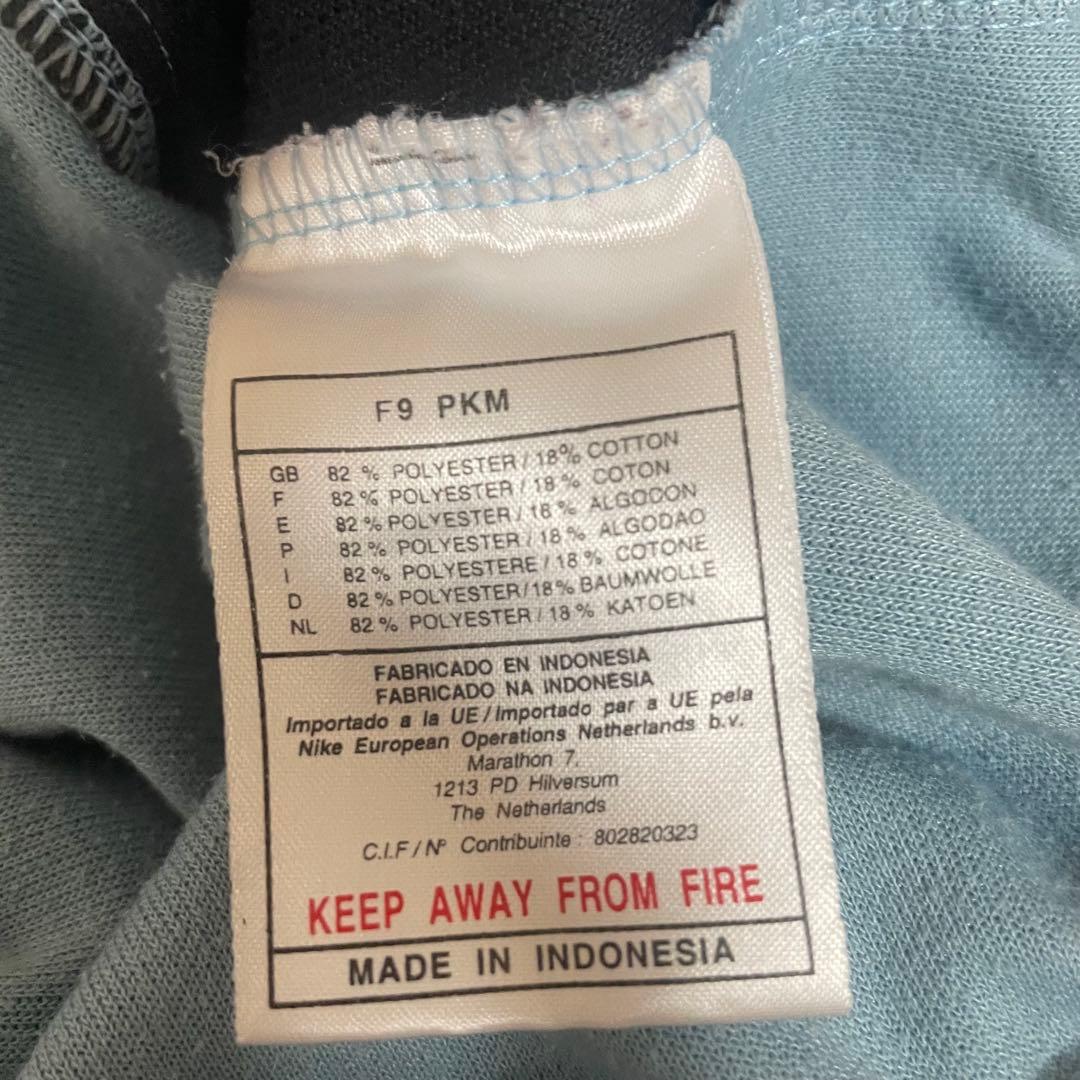 F9 PKM
GB 82 % POLYESTER / 18% COTTON
F 82 % POLYESTER / 18 % COTON
E 82 % POLYESTER / 18 % ALGODON
P 82 % POLYESTER / 18 % ALGODAO
I 82 % POLYESTERE / 18 % COTONE
D 82 % POLYESTER/18% BAUMWOLLE
NL 82 % POLYESTER / 18 % KATOEN
FABRICADO EN INDONESIA
FABRICADO NA INDONESIA
Importado a la UE / Importado par a UE pela
Nike European Operations Netherlands b.v.
Marathon 7.
1213 PD Hilversum
The Netherlands
C.I.F / Nº Contribuinte : 802820323
KEEP AWAY FROM FIRE
MADE IN INDONESIA